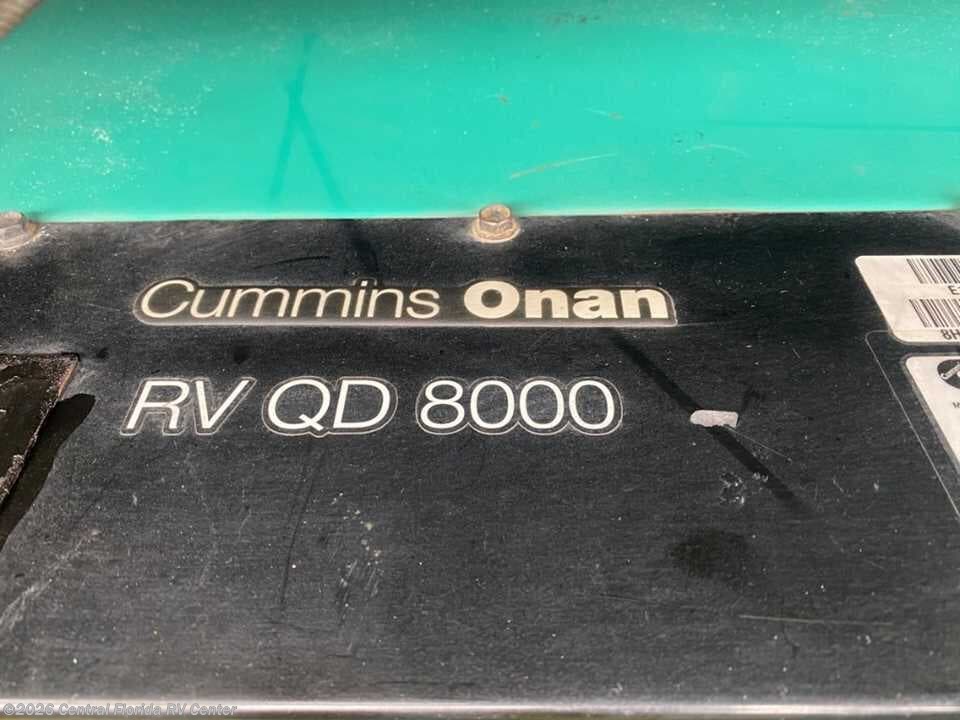 Cummins Onan
RV QD 8000
©2026 Central Florida RV Center